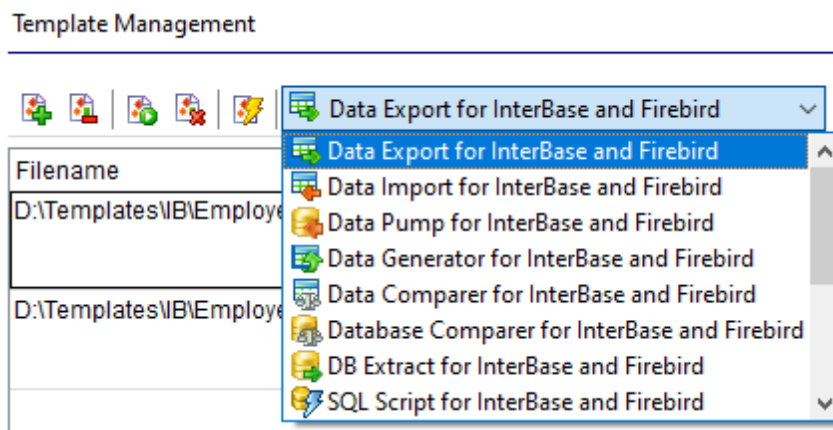 Template Management
Data Export for InterBase and Firebird
Filename
Data Export for InterBase and Firebird
Data Import for InterBase and Firebird
D:\Templates\IB\Employe
Data Pump for InterBase and Firebird
Data Generator for InterBase and Firebird
Data Comparer for InterBase and Firebird
D:\Templates\IB\Employe
Database Comparer for InterBase and Firebird
DB Extract for InterBase and Firebird
SQL Script for InterBase and Firebird